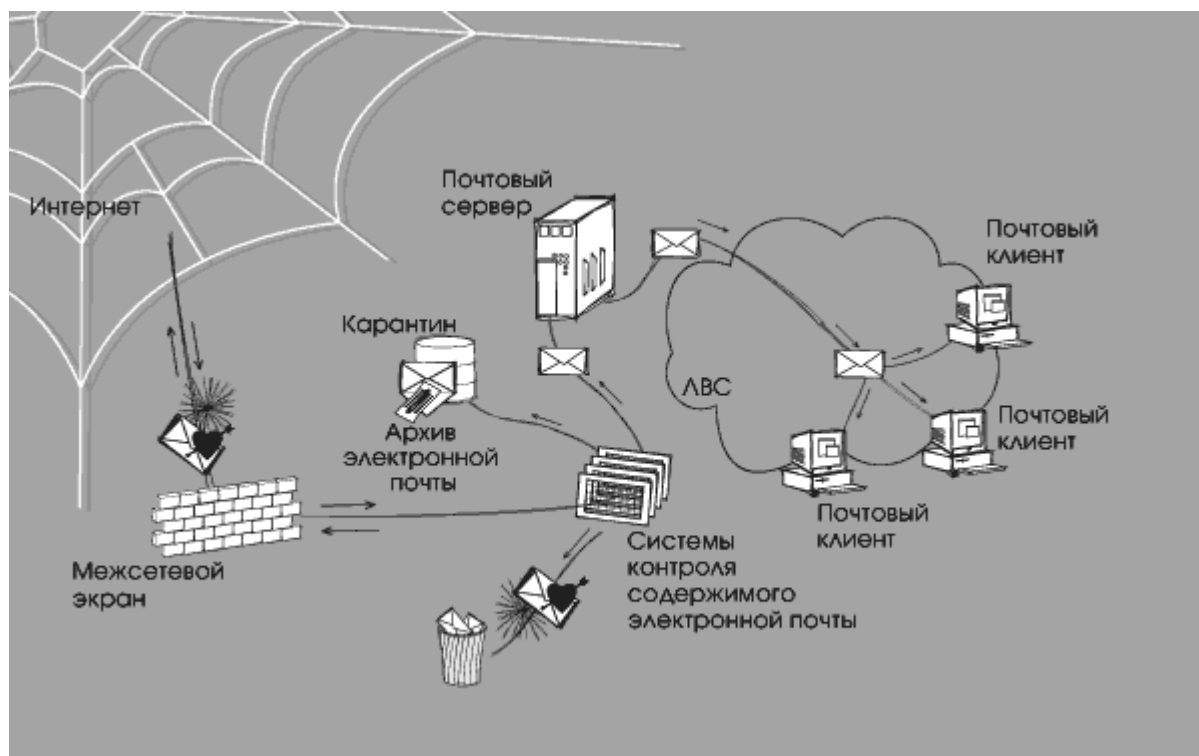 Интернет
Почтовый
сервер
Почтовый
клиент
Карантин
ЛВС
Архив
электронной
почты
Почтовый
клиент
Почтовый
клиент
Межсетевой
экран
Системы
контроля
содержимого
электронной почты